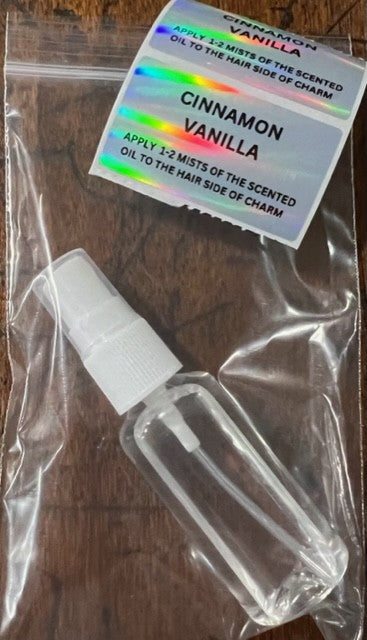 CINNAMON
VANILLA
APPLY 1-2 MISTS OF THE SCENTED
OIL TO THE HAIR SIDE OF CHARM
CINNAMON
VANILLA
APPLY 1-2 MISTS OF THE SCENTED
OIL TO THE HAIR SIDE OF CHARM